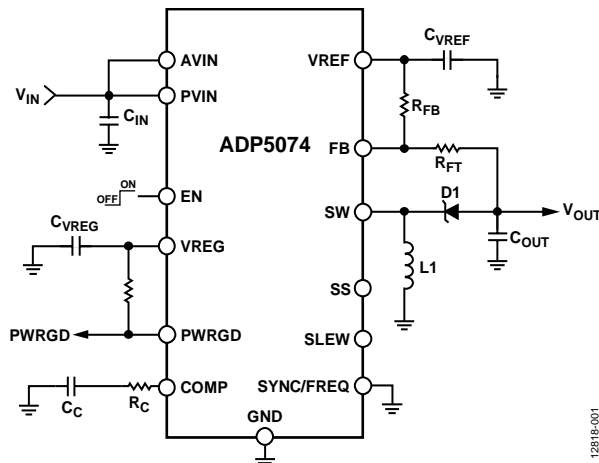 AVIN
VREF
CVREF
VIN
PVIN
CIN
RFB
ADP5074
FB
RFT
ON
OFF
EN
D1
SW
VOUT
CVREG
VREG
COUT
L1
SS
PWRGD
PWRGD
SLEW
COMP
SYNC/FREQ
CC
RC
GND
12818-001